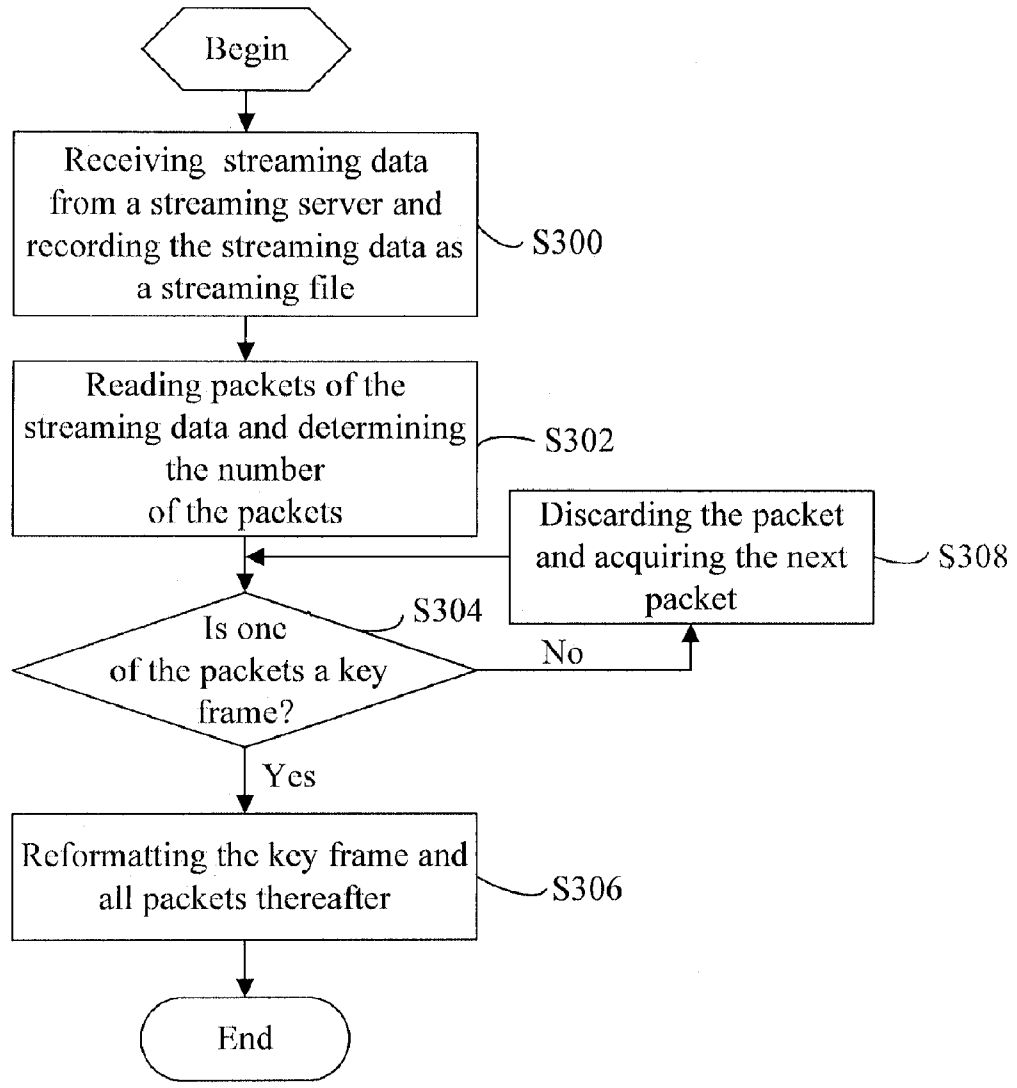 Begin
Receiving streaming data
from a streaming server and
recording the streaming data as
a streaming file
S300
Reading packets of the
streaming data and determining
the number
of the packets
S302
Discarding the packet
and acquiring the next
packet
S308
S304
Is one
of the packets a key
frame?
No
Yes
Reformatting the key frame and
all packets thereafter
S306
End